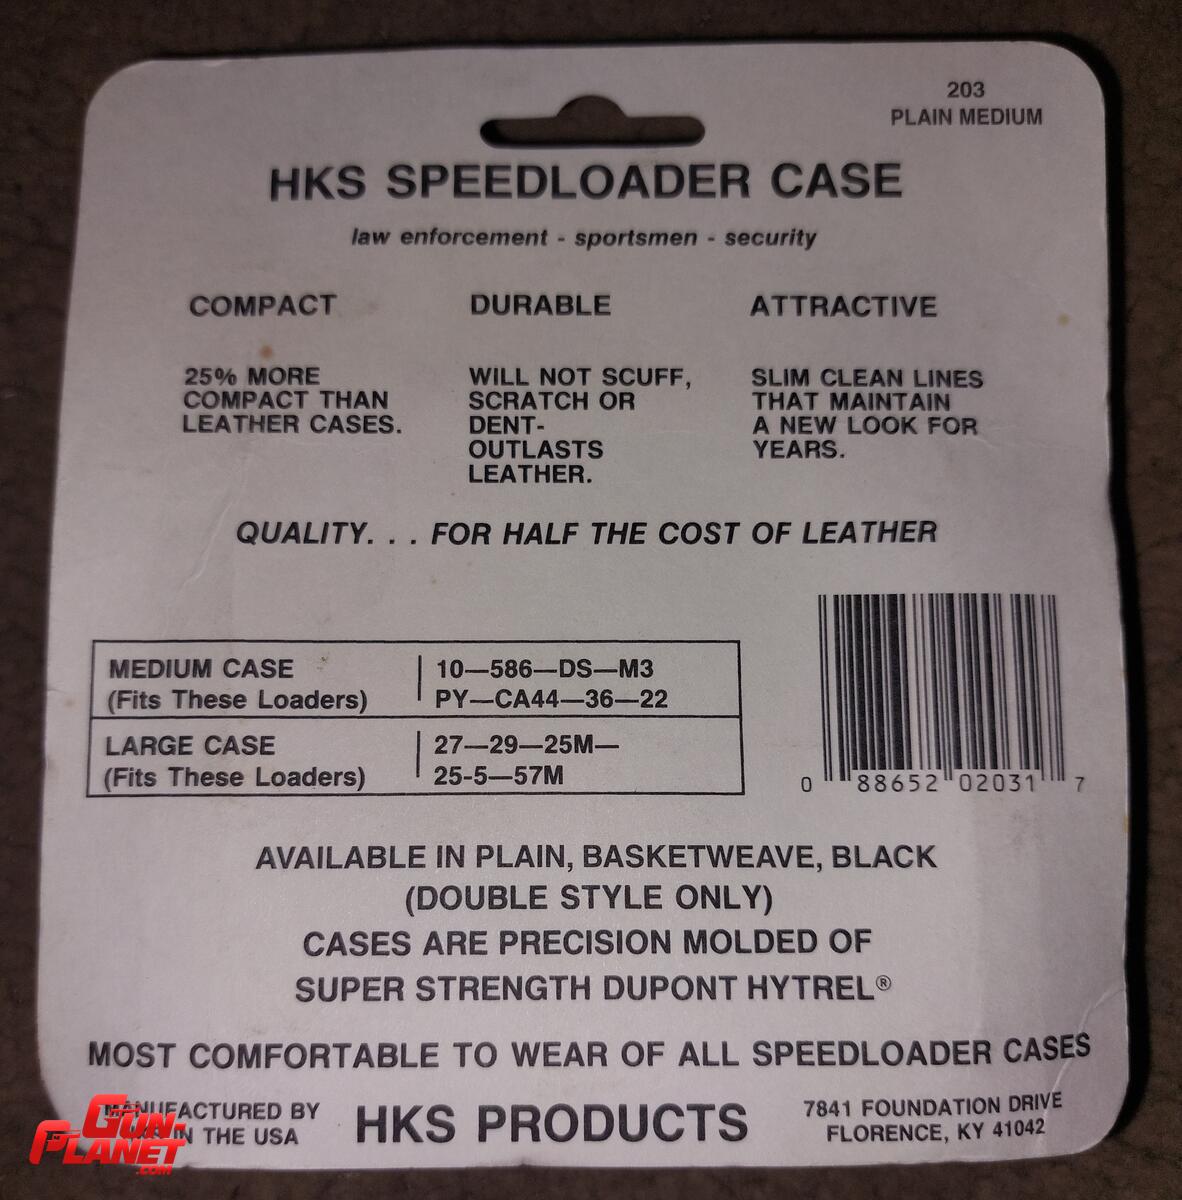 203
PLAIN MEDIUM
HKS SPEEDLOADER CASE
law enforcement - sportsmen - security
COMPACT
25% MORE
COMPACT THAN
LEATHER CASES.
DURABLE
WILL NOT SCUFF,
SCRATCH OR
DENT-
OUTLASTS
LEATHER.
ATTRACTIVE
SLIM CLEAN LINES
THAT MAINTAIN
A NEW LOOK FOR
YEARS.
QUALITY. . . FOR HALF THE COST OF LEATHER
MEDIUM CASE
(Fits These Loaders)
10—586—DS—M3
PY—CA44—36—22
LARGE CASE
(Fits These Loaders)
27—29—25M—
25-5—57M
0 88652 02031 7
AVAILABLE IN PLAIN, BASKETWEAVE, BLACK
(DOUBLE STYLE ONLY)
CASES ARE PRECISION MOLDED OF
SUPER STRENGTH DUPONT HYTREL®
MOST COMFORTABLE TO WEAR OF ALL SPEEDLOADER CASES
MANUFACTURED BY
IN THE USA
HKS PRODUCTS
7841 FOUNDATION DRIVE
FLORENCE, KY 41042
GUN-
PLANET
.COM